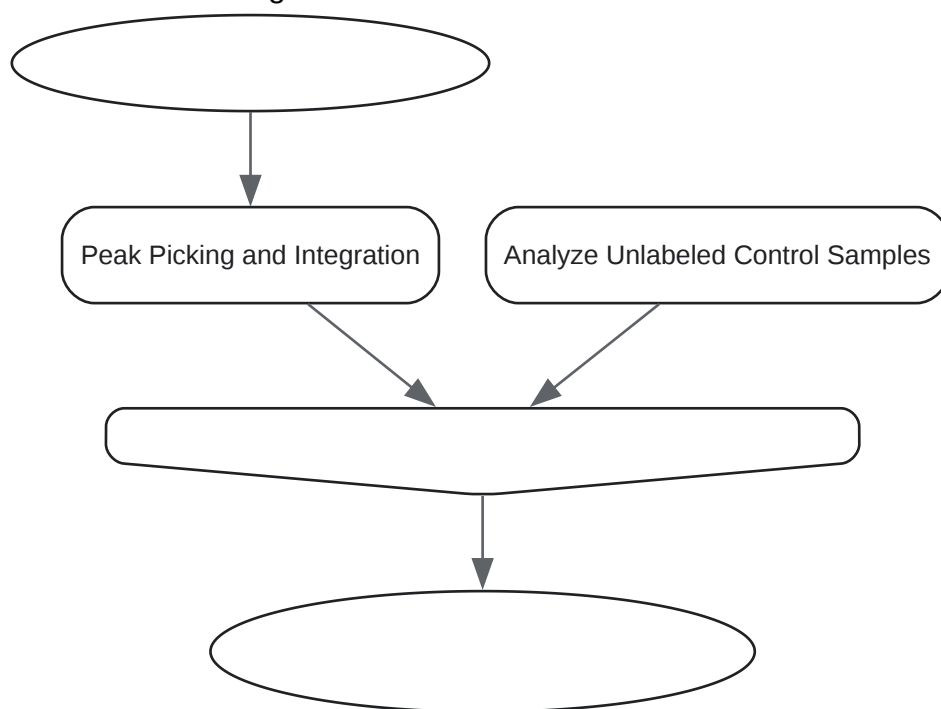 Peak Picking and Integration
Analyze Unlabeled Control Samples